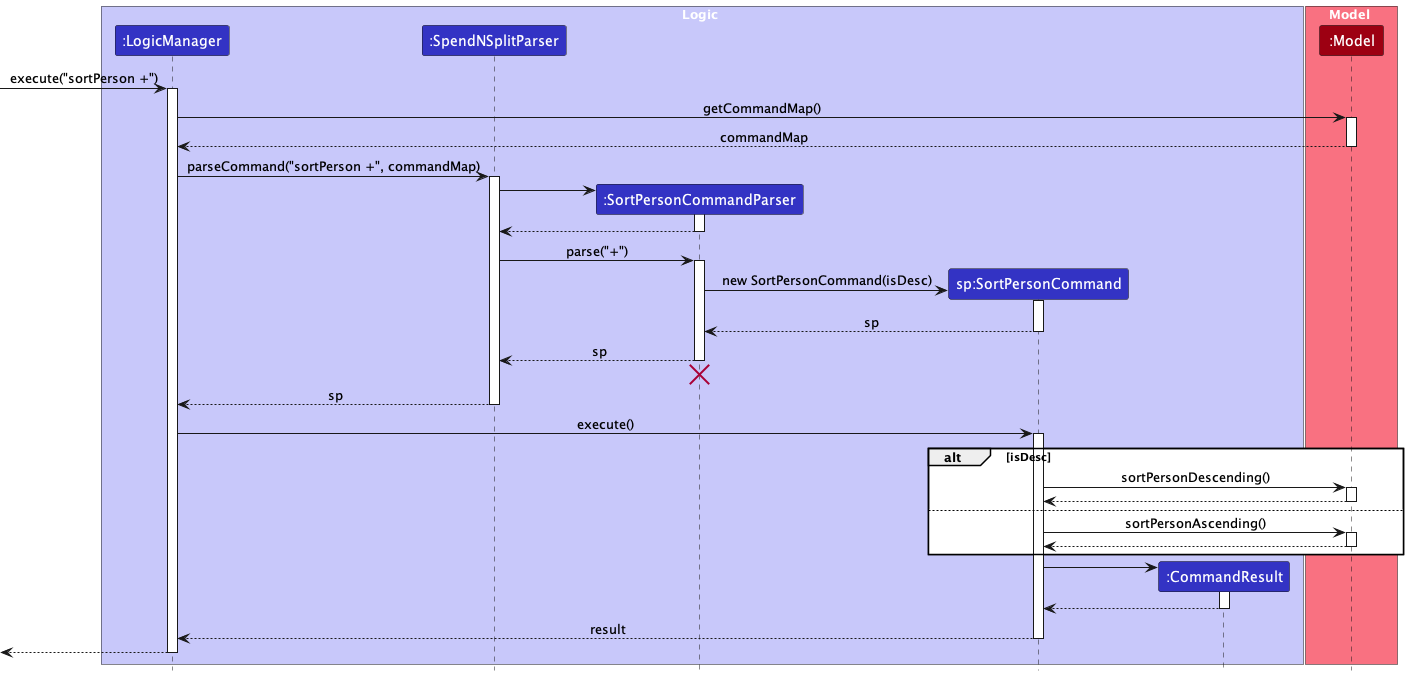 Logic
Model
:LogicManager
:SpendNSplitParser
:Model
execute("sortPerson +")
getCommandMap()
commandMap
parseCommand("sortPerson +", commandMap)
:SortPersonCommandParser
parse("+")
new SortPersonCommand(isDesc)
sp:SortPersonCommand
sp
sp
sp
execute()
alt
[isDesc]
sortPersonDescending()
sortPersonAscending()
:CommandResult
result